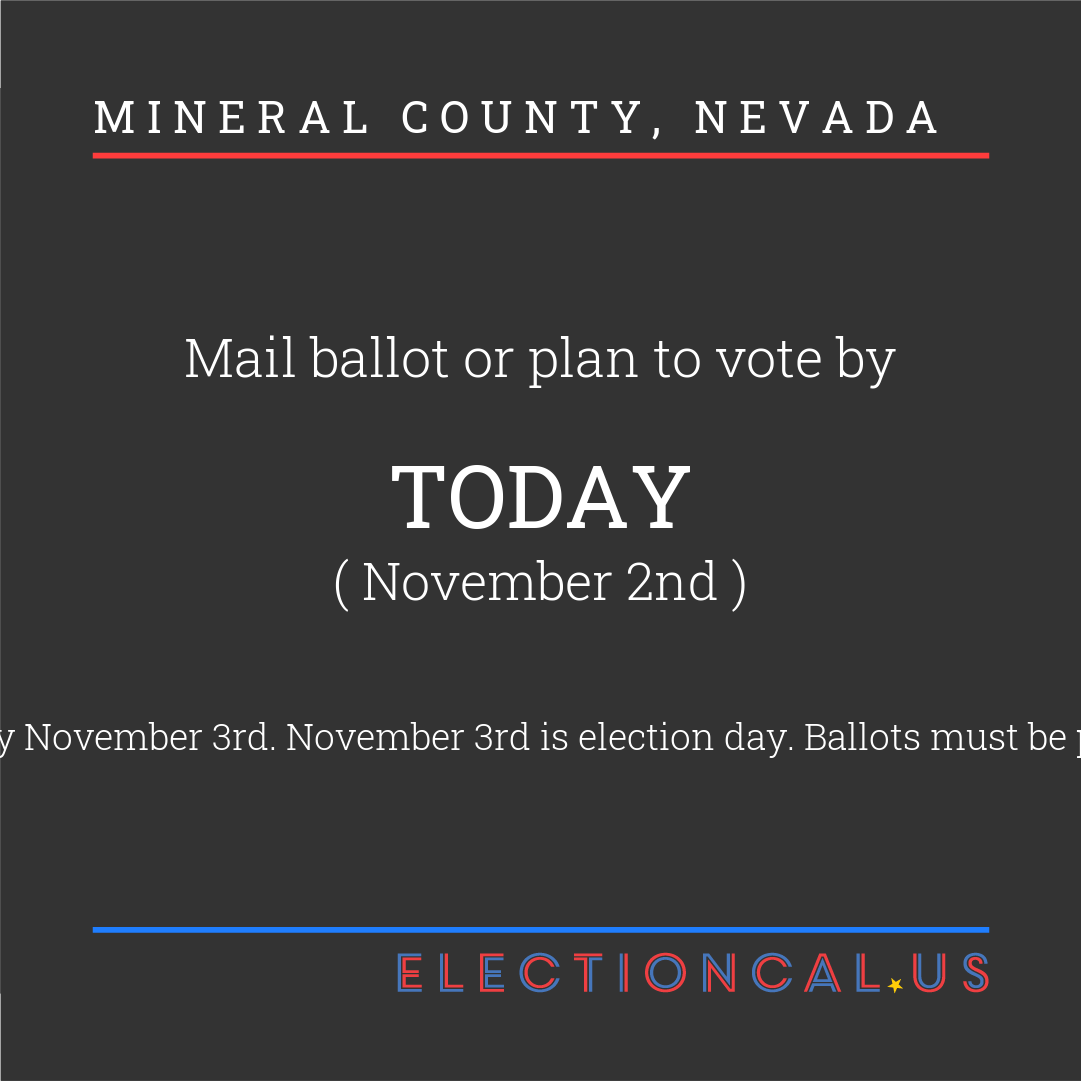 MINERAL COUNTY, NEVADA
Mail ballot or plan to vote by
TODAY
( November 2nd )
y November 3rd. November 3rd is election day. Ballots must be
ELECTIONCAL.US